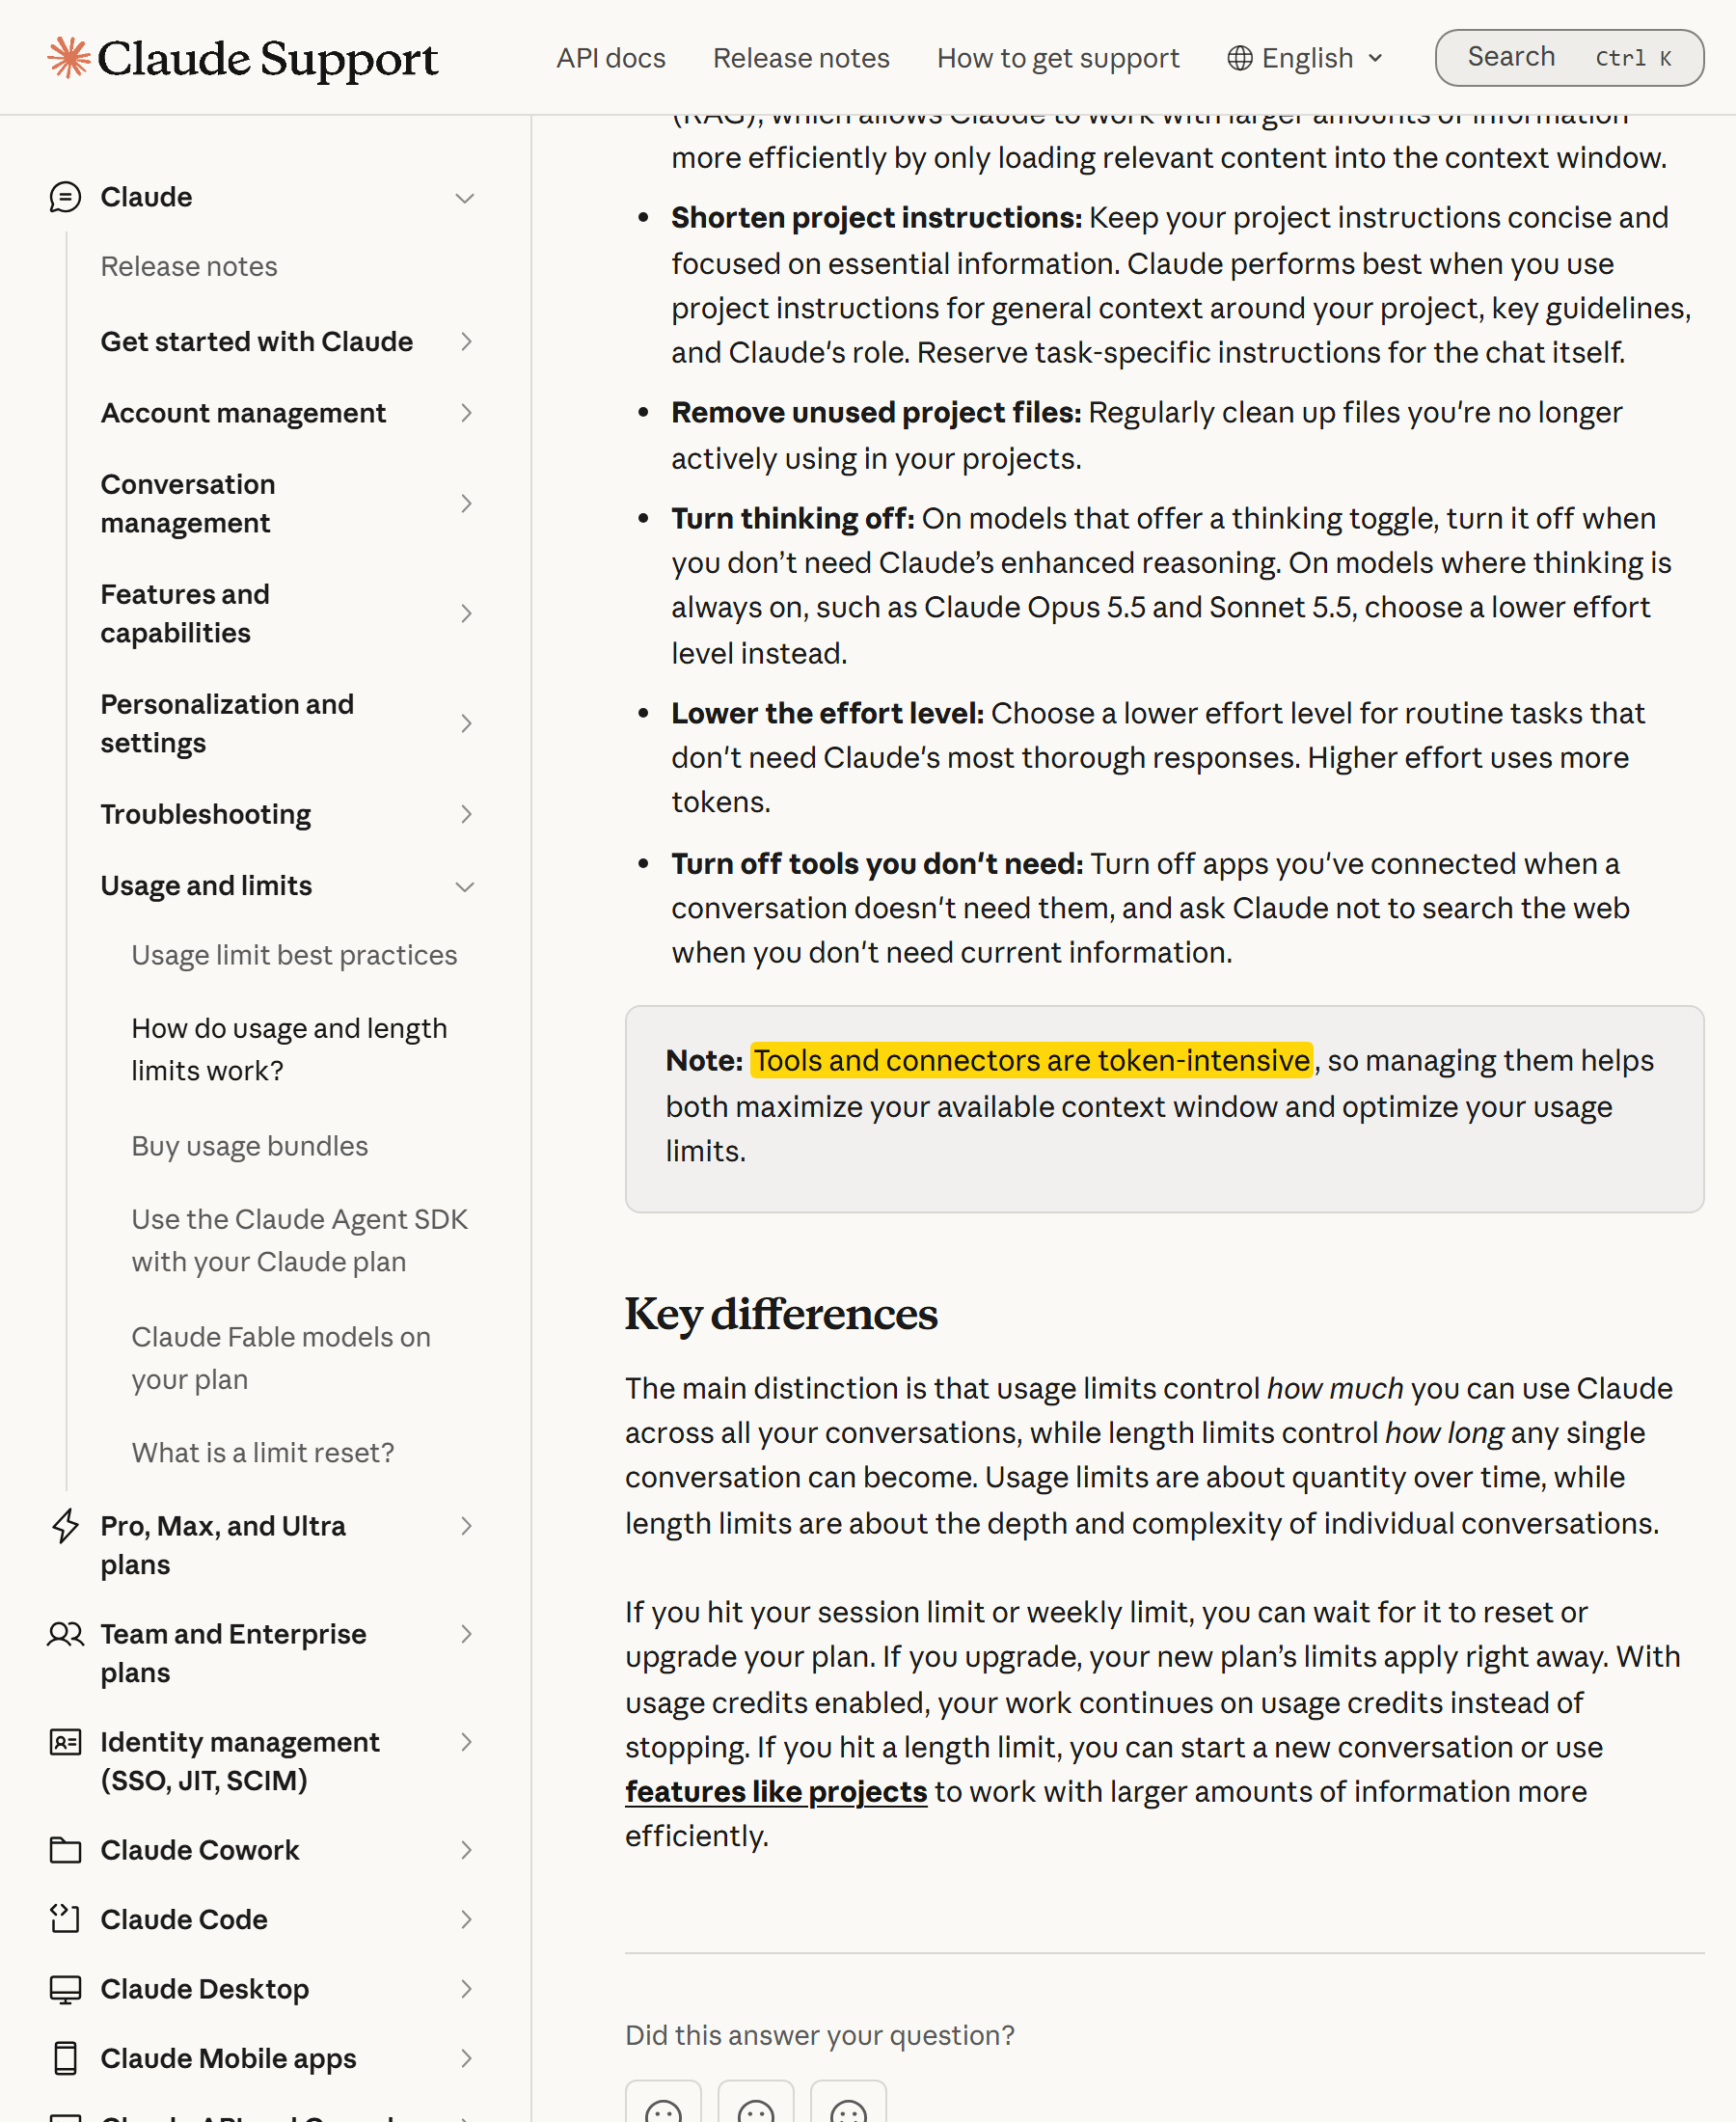 Claude Support
API docs
Release notes
How to get support
English
Search
Ctrl K
Claude
Release notes
Get started with Claude
Account management
Conversation
management
Features and
capabilities
Personalization and
settings
Troubleshooting
Usage and limits
Usage limit best practices
How do usage and length
limits work?
Buy usage bundles
Use the Claude Agent SDK
with your Claude plan
Claude Fable models on
your plan
What is a limit reset?
Pro, Max, and Ultra
plans
Team and Enterprise
plans
Identity management
(SSO, JIT, SCIM)
Claude Cowork
Claude Code
Claude Desktop
Claude Mobile apps
(RAG), which allows Claude to work with larger amounts of information
more efficiently by only loading relevant content into the context window.
Shorten project instructions: Keep your project instructions concise and
focused on essential information. Claude performs best when you use
project instructions for general context around your project, key guidelines,
and Claude's role. Reserve task-specific instructions for the chat itself.
Remove unused project files: Regularly clean up files you're no longer
actively using in your projects.
Turn thinking off: On models that offer a thinking toggle, turn it off when
you don’t need Claude’s enhanced reasoning. On models where thinking is
always on, such as Claude Opus 5.5 and Sonnet 5.5, choose a lower effort
level instead.
Lower the effort level: Choose a lower effort level for routine tasks that
don't need Claude's most thorough responses. Higher effort uses more
tokens.
Turn off tools you don't need: Turn off apps you've connected when a
conversation doesn't need them, and ask Claude not to search the web
when you don't need current information.
Note: Tools and connectors are token-intensive, so managing them helps
both maximize your available context window and optimize your usage
limits.
Key differences
The main distinction is that usage limits control how much you can use Claude
across all your conversations, while length limits control how long any single
conversation can become. Usage limits are about quantity over time, while
length limits are about the depth and complexity of individual conversations.
If you hit your session limit or weekly limit, you can wait for it to reset or
upgrade your plan. If you upgrade, your new plan’s limits apply right away. With
usage credits enabled, your work continues on usage credits instead of
stopping. If you hit a length limit, you can start a new conversation or use
features like projects to work with larger amounts of information more
efficiently.
Did this answer your question?